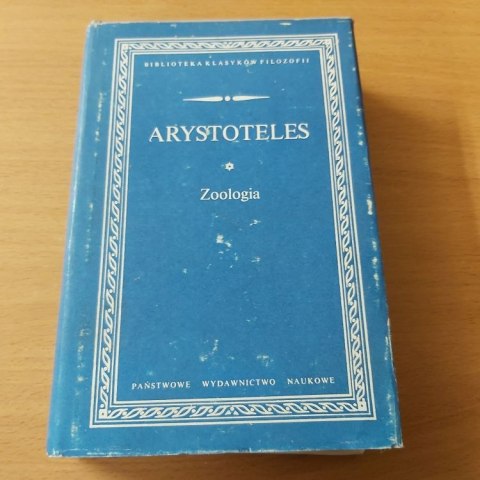 BIBLIOTEKA KLASYKÓW FILOZOFII
ARYSTOTELES
Zoologia
PAŃSTWOWE WYDAWNICTWO NAUKOWE